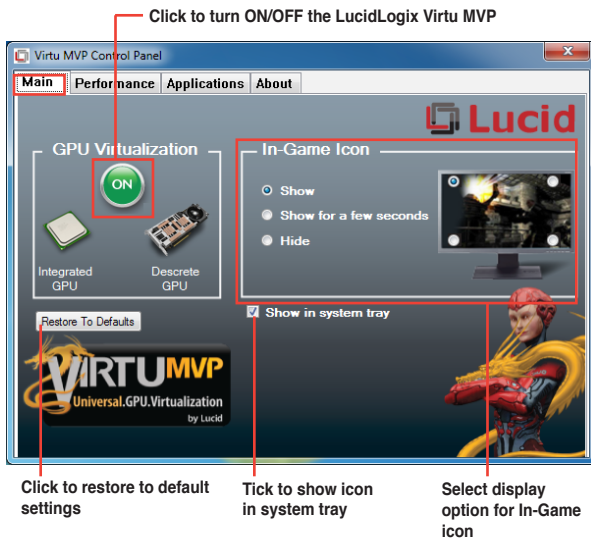 Click to turn ON/OFF the LucidLogix Virtu MVP
Virtu MVP Control Panel
Main Performance Applications About
Lucid
GPU Virtualization
ON
Integrated
GPU
Descrete
GPU
In-Game Icon
Show
Show for a few seconds
Hide
Restore To Defaults
Show in system tray
VIRTUMVP
Universal.GPU.Virtualization
by Lucid
Click to restore to default
settings
Tick to show icon
in system tray
Select display
option for In-Game
icon